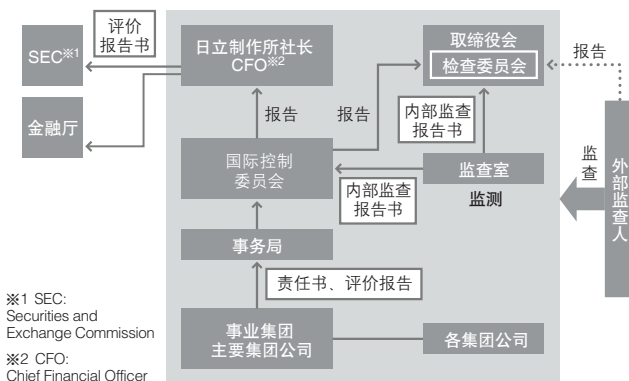 评价
报告书
SEC※1
日立制作所社长
CFO※2
取缔役会
检查委员会
报告
金融厅
报告
报告
内部监查
报告书
国际控制
委员会
监查室
监测
内部监查
报告书
监查
外部监查人
事务局
责任书、评价报告
事业集团
主要集团公司
各集团公司
※1 SEC:
Securities and
Exchange Commission
※2 CFO:
Chief Financial Officer